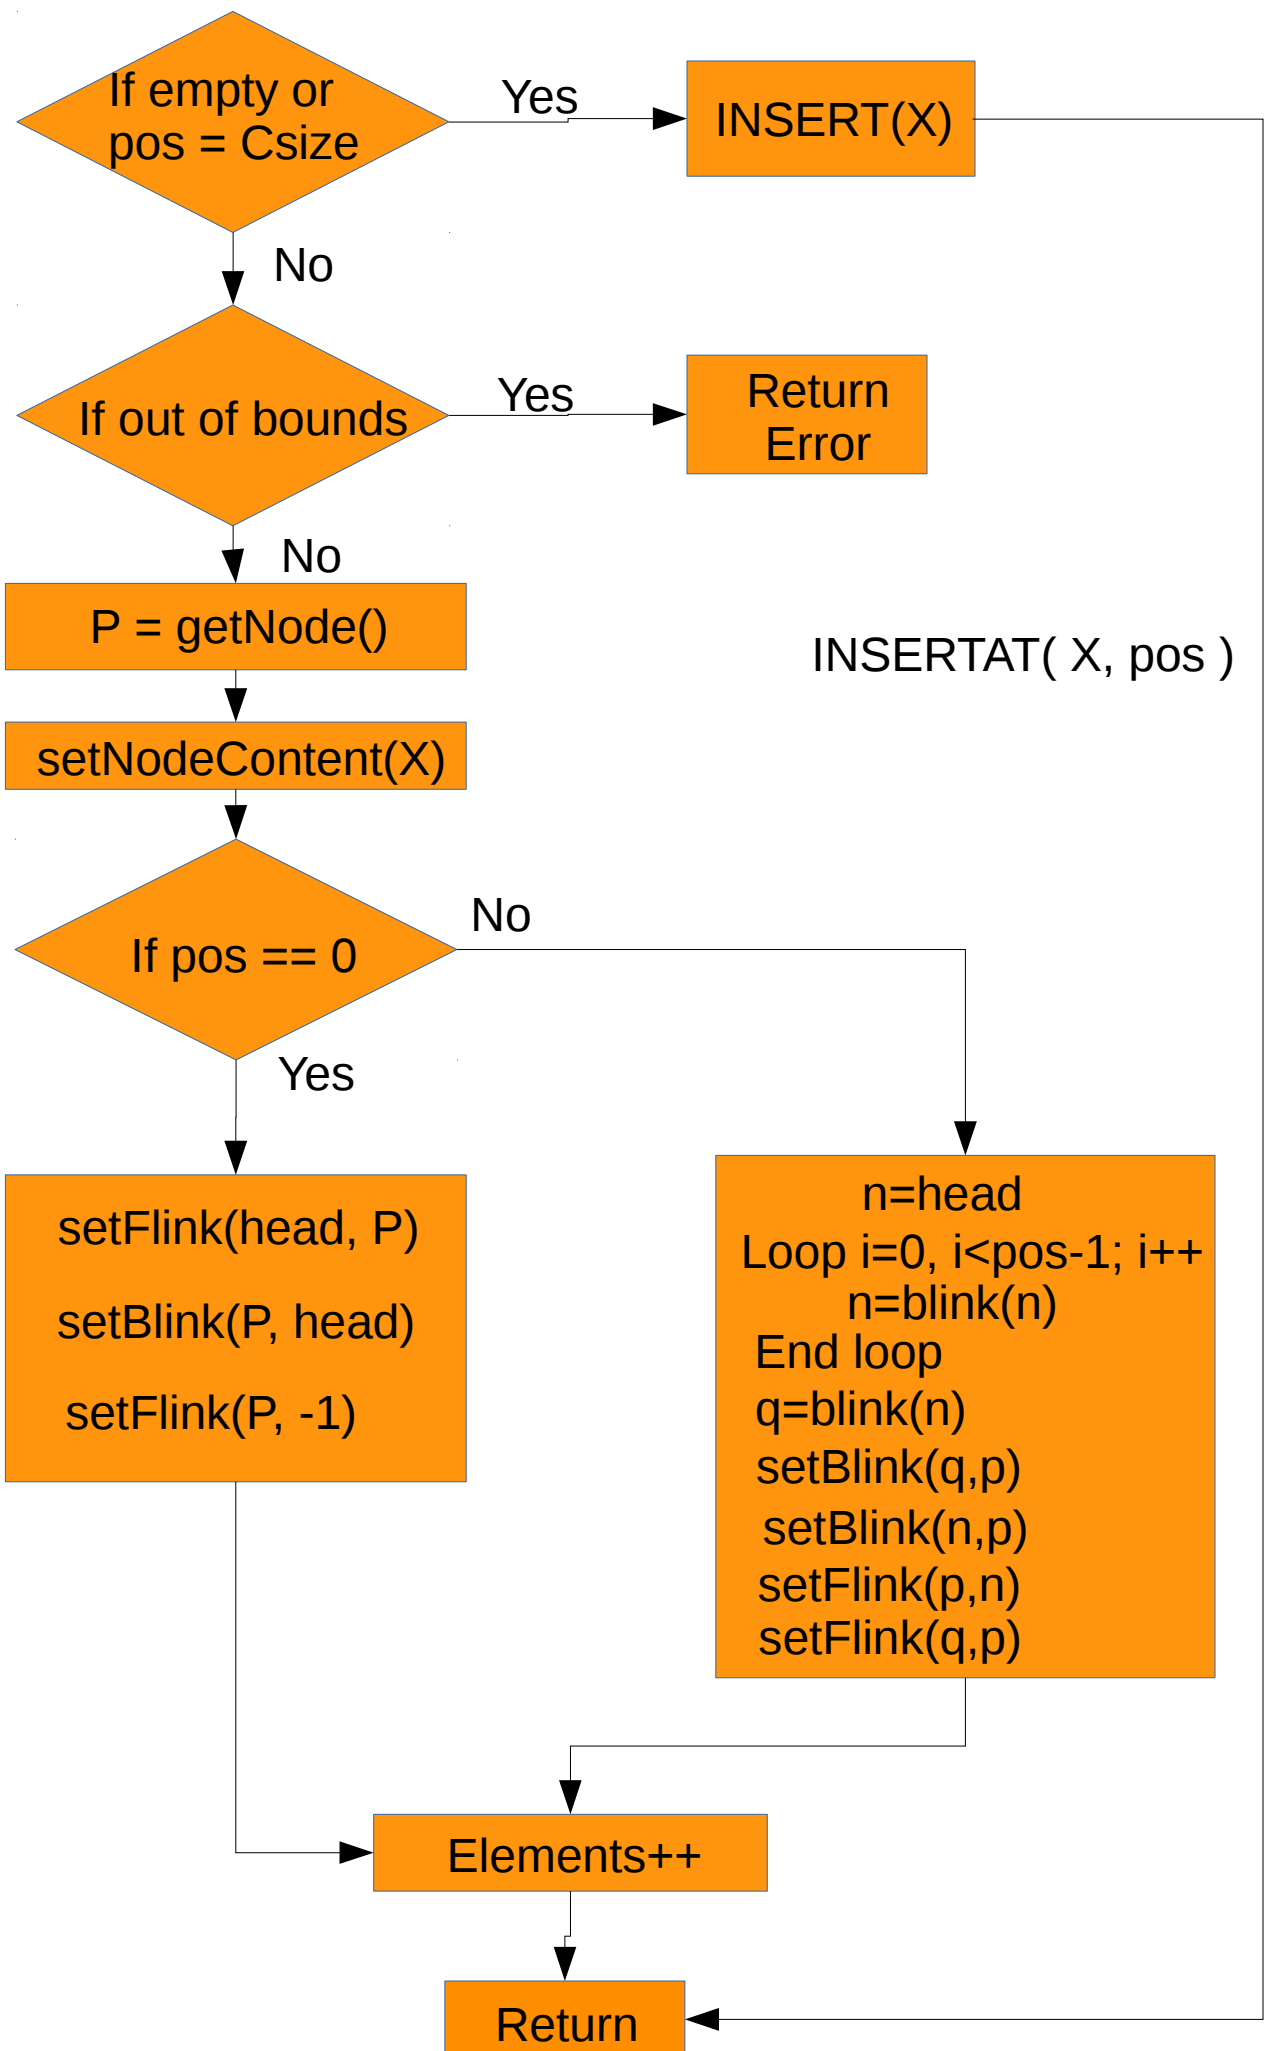 If empty or
pos = Csize
Yes
INSERT(X)
No
If out of bounds
Yes
Return
Error
No
P = getNode()
INSERTAT( X, pos )
setNodeContent(X)
If pos == 0
No
Yes
setFlink(head, P)
setBlink(P, head)
setFlink(P, -1)
n=head
Loop i=0, i<pos-1; i++
n=blink(n)
End loop
q=blink(n)
setBlink(q,p)
setBlink(n,p)
setFlink(p,n)
setFlink(q,p)
Elements++
Return